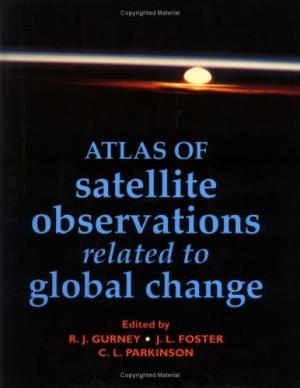 Copyrighted Material
ATLAS OF
satellite
observations
related to
global change
Edited by
R. J. GURNEY • J. L. FOSTER
C. L. PARKINSON
Copyrighted Material